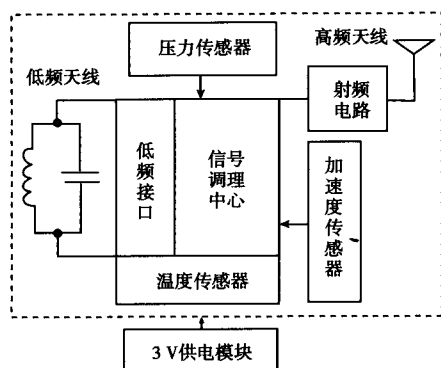 压力传感器
高频天线
低频天线
射频
电路
低频接口
信号
调理
中心
加速度传感器
温度传感器
3 V供电模块